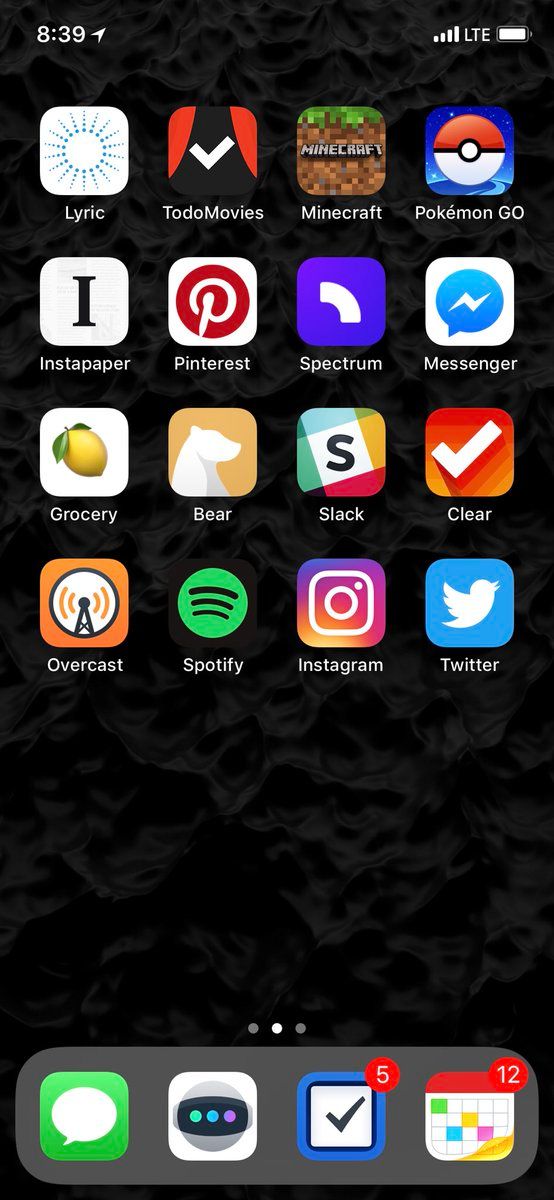 8:39 LTE
MINECRAFT
Lyric TodoMovies Minecraft Pokémon GO
I
Instapaper Pinterest Spectrum Messenger
S
Grocery Bear Slack Clear
Overcast Spotify Instagram Twitter
5 12